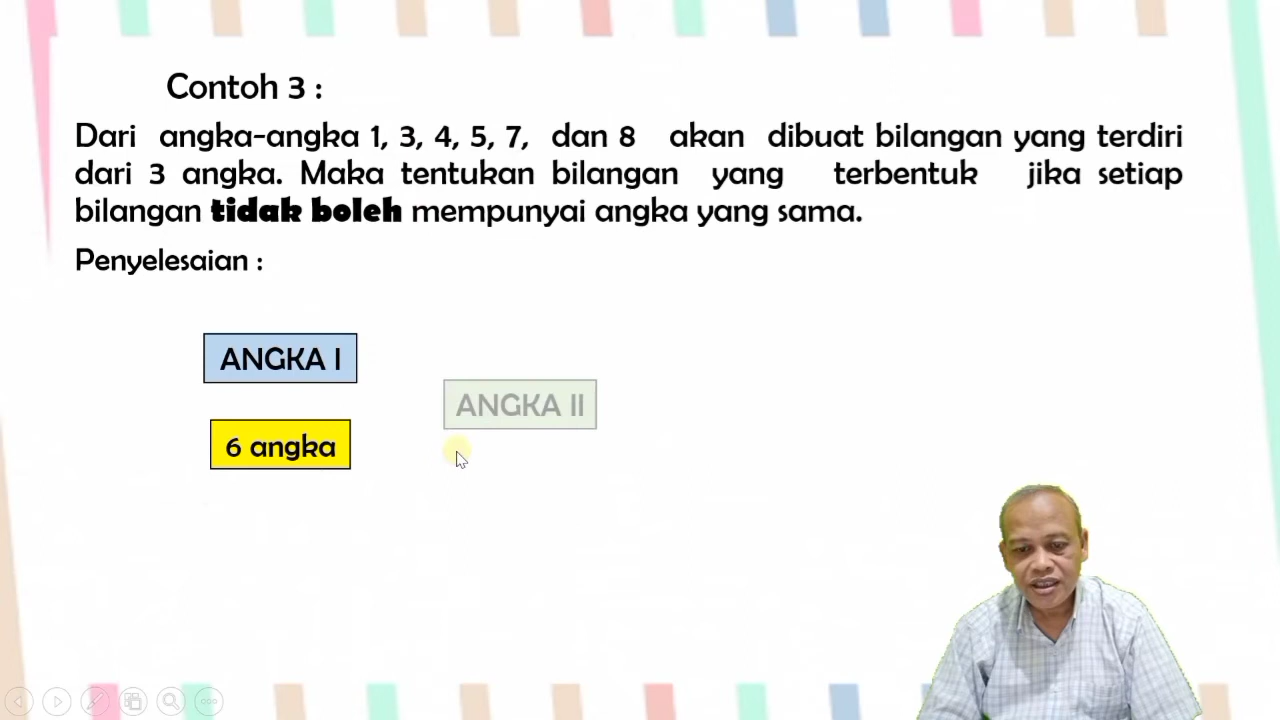 Contoh 3 :
Dari angka-angka 1, 3, 4, 5, 7, dan 8 akan dibuat bilangan yang terdiri
dari 3 angka. Maka tentukan bilangan yang terbentuk jika setiap
bilangan tidak boleh mempunyai angka yang sama.
Penyelesaian :
ANGKA I
ANGKA II
6 angka